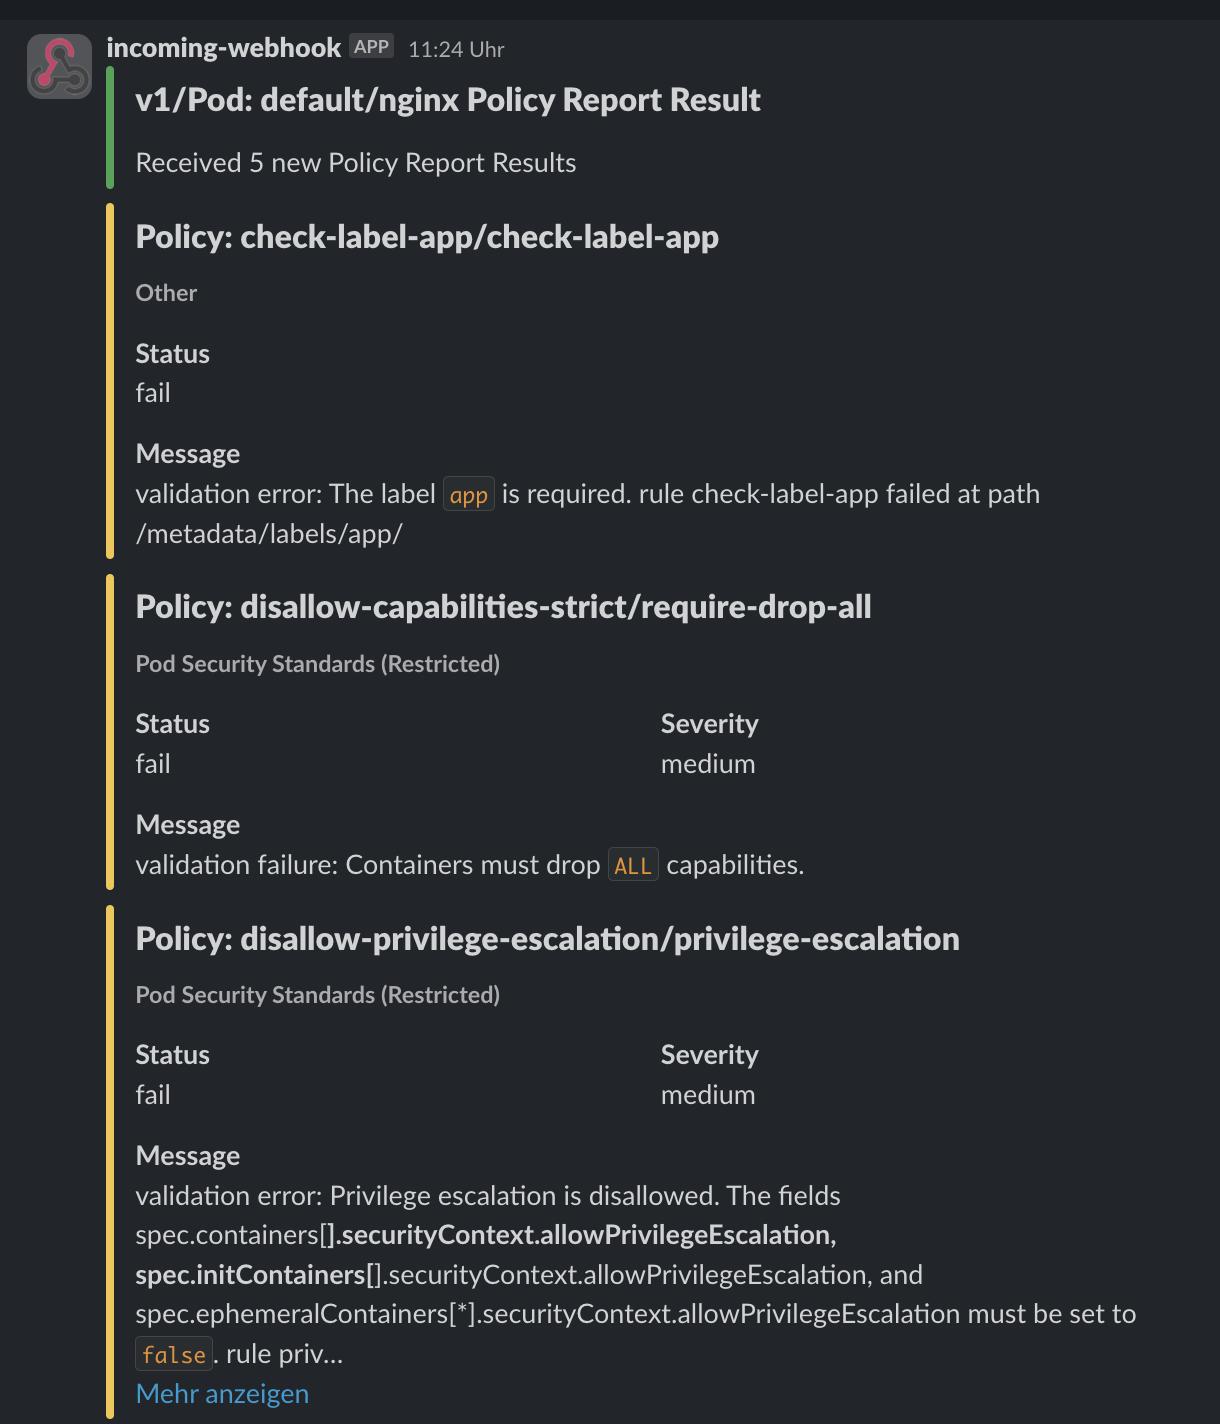 incoming-webhook APP 11:24 Uhr
v1/Pod: default/nginx Policy Report Result
Received 5 new Policy Report Results
Policy: check-label-app/check-label-app
Other
Status
fail
Message
validation error: The label app is required. rule check-label-app failed at path
/metadata/labels/app/
Policy: disallow-capabilities-strict/require-drop-all
Pod Security Standards (Restricted)
Status Severity
fail medium
Message
validation failure: Containers must drop ALL capabilities.
Policy: disallow-privilege-escalation/privilege-escalation
Pod Security Standards (Restricted)
Status Severity
fail medium
Message
validation error: Privilege escalation is disallowed. The fields
spec.containers[].securityContext.allowPrivilegeEscalation,
spec.initContainers[].securityContext.allowPrivilegeEscalation, and
spec.ephemeralContainers[*].securityContext.allowPrivilegeEscalation must be set to
false. rule priv...
Mehr anzeigen